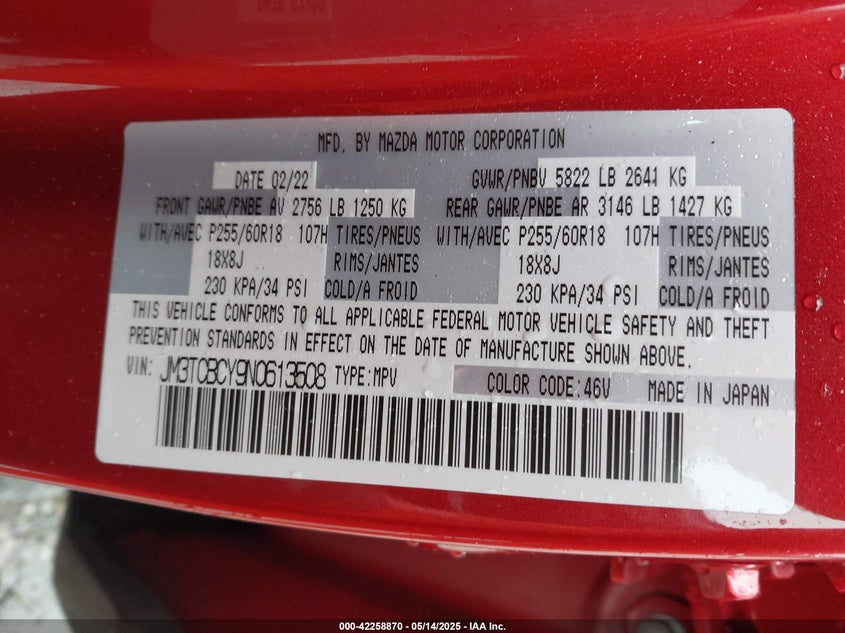 MFD. BY MAZDA MOTOR CORPORATION
DATE 02/22 GVWR/PNBV 5822 LB 2641 KG
FRONT GAWR/PNBE AV 2756 LB 1250 KG REAR GAWR/PNBE AR 3146 LB 1427 KG
WITH/AVEC P255/60R18 107H TIRES/PNEUS WITH/AVEC P255/60R18 107H TIRES/PNEUS
18X8J RIMS/JANTES 18X8J RIMS/JANTES
230 KPA/34 PSI COLD/A FROID 230 KPA/34 PSI COLD/A FROID
THIS VEHICLE CONFORMS TO ALL APPLICABLE FEDERAL MOTOR VEHICLE SAFETY AND THEFT
PREVENTION STANDARDS IN EFFECT ON THE DATE OF MANUFACTURE SHOWN ABOVE.
VIN: JM3TCBCY9N0613508 TYPE:MPV COLOR CODE:46V MADE IN JAPAN
000-42258870 - 05/14/2025 - IAA Inc.